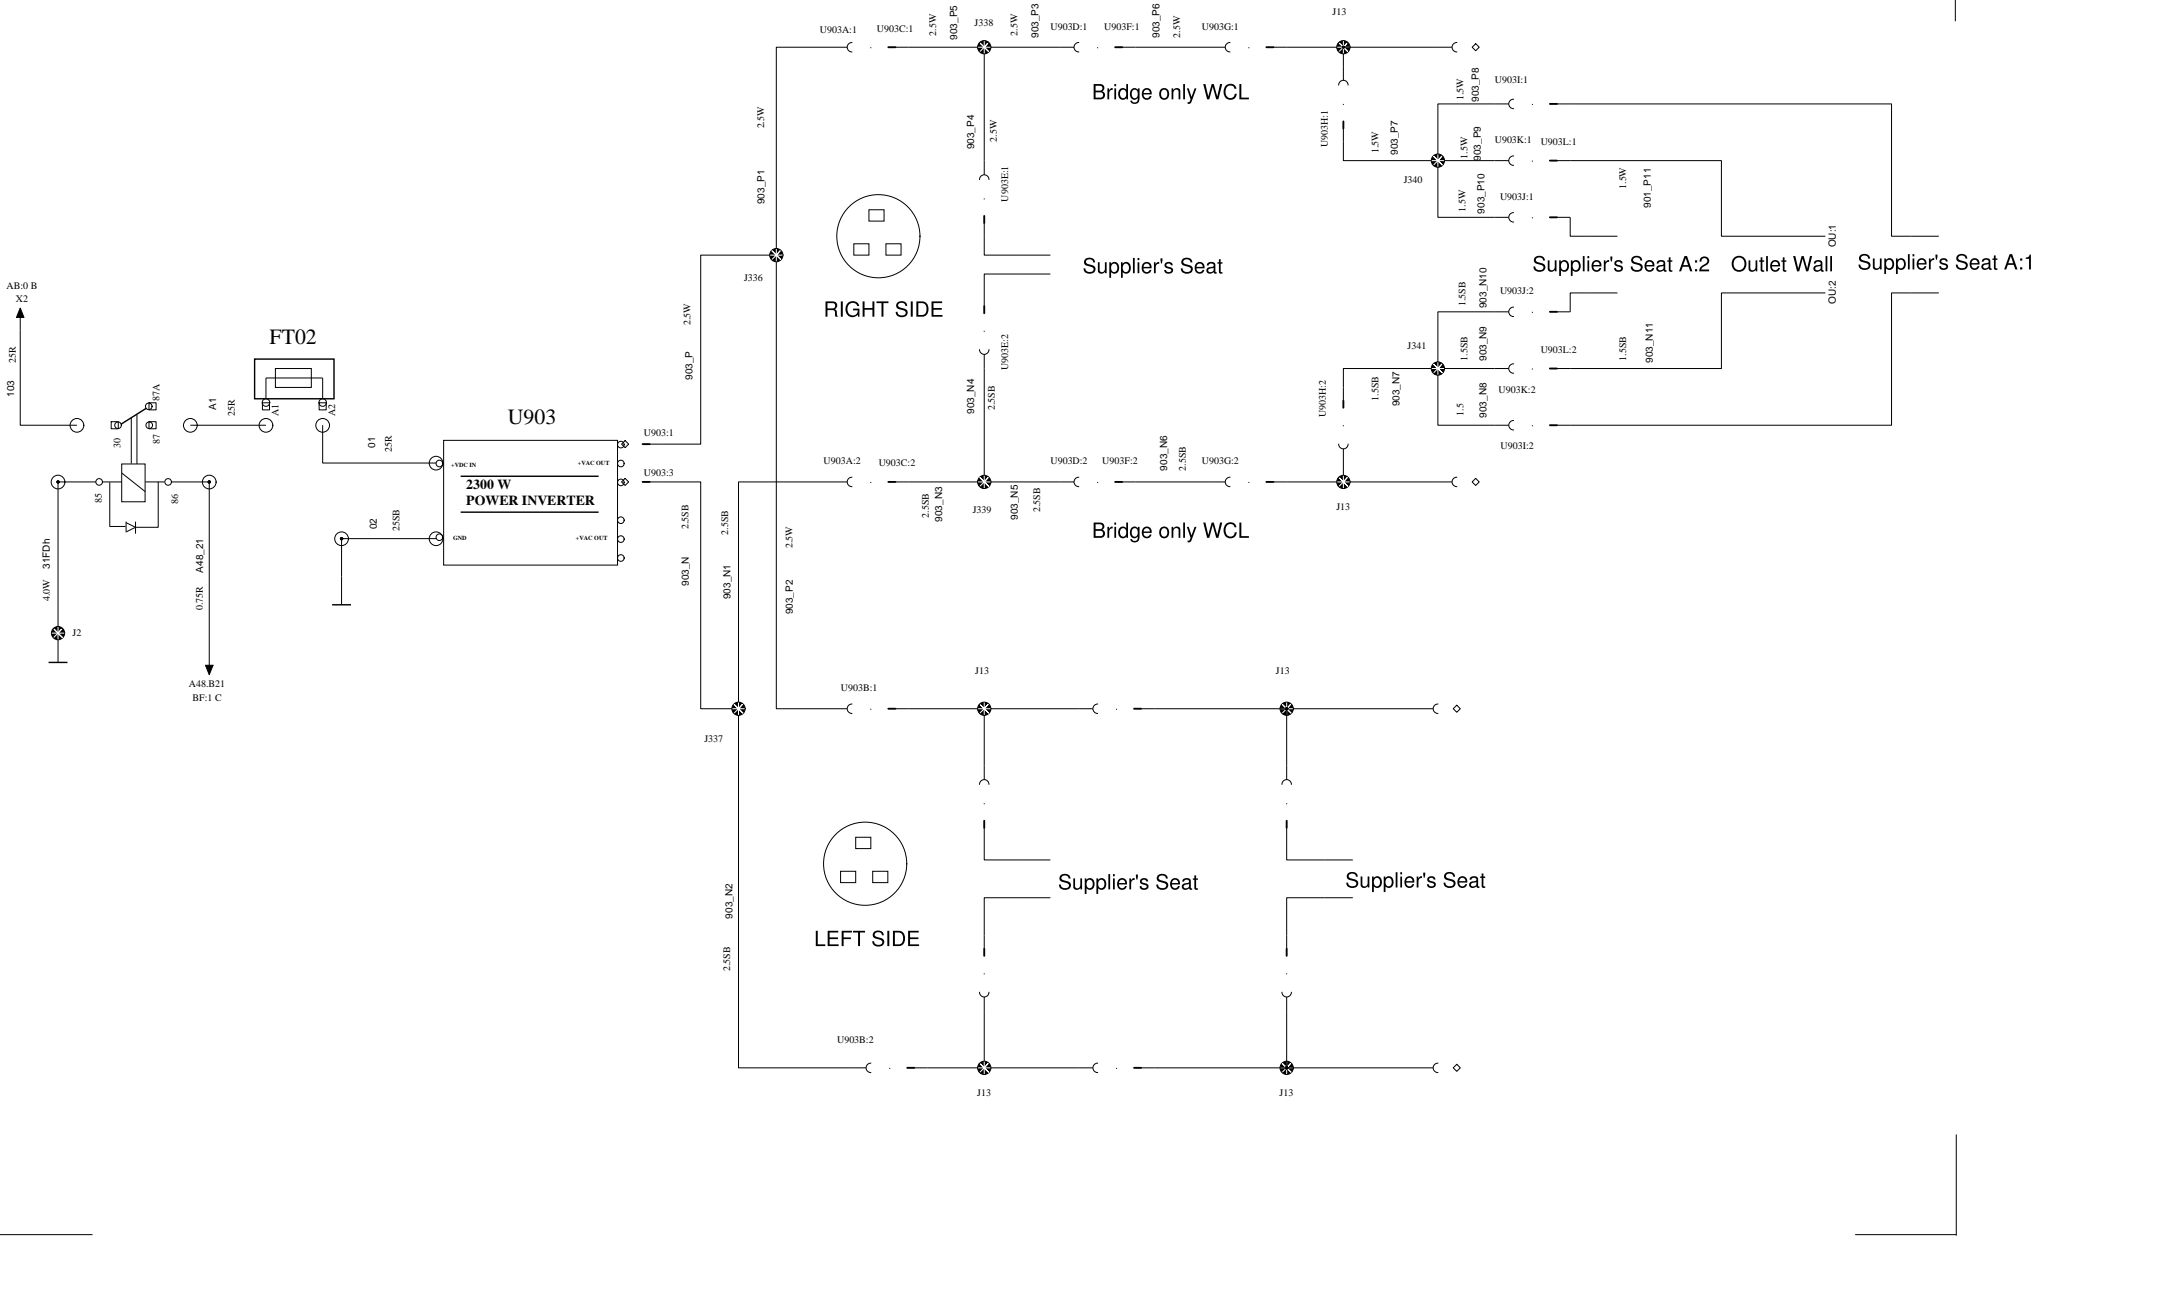 U903A:1
U903C:1
2.5W
903_P5
J338
2.5W
903_P3
U903D:1
U903F:1
903_P6
2.5W
U903G:1
J13
Bridge only WCL
1.5W
903_P8
U903I:1
2.5W
903_P1
903_P4
2.5W
U903E:1
U903H:1
1.5W
903_P7
J340
1.5W
903_P9
U903K:1
U903L:1
1.5W
903_P10
U903J:1
1.5W
901_P11
OU:1
J336
RIGHT SIDE
Supplier's Seat
Supplier's Seat A:2
Outlet Wall
Supplier's Seat A:1
OU:2
AB:0 B
X2
25R
103
FT02
87A
30
87
A1
25R
A1
A2
01
25R
U903
2.5W
903_P
U903:1
U903:3
+VDC IN
+VAC OUT
2300 W
POWER INVERTER
GND
+VAC OUT
02
25SB
85
86
31FDh
4.0W
J2
A48_21
0.75R
A48.B21
BF:1 C
U903E:2
903_N4
2.5SB
1.5SB
903_N10
U903J:2
J341
1.5SB
903_N9
U903L:2
1.5SB
903_N11
U903K:2
1.5
903_N8
U903I:2
U903H:2
1.5SB
903_N7
U903A:2
U903C:2
2.5SB
903_N3
J339
903_N5
2.5SB
U903D:2
U903F:2
903_N6
2.5SB
U903G:2
J13
Bridge only WCL
2.5SB
903_N
2.5SB
903_N1
2.5W
903_P2
J337
U903B:1
J13
J13
903_N2
2.5SB
LEFT SIDE
Supplier's Seat
Supplier's Seat
U903B:2
J13
J13